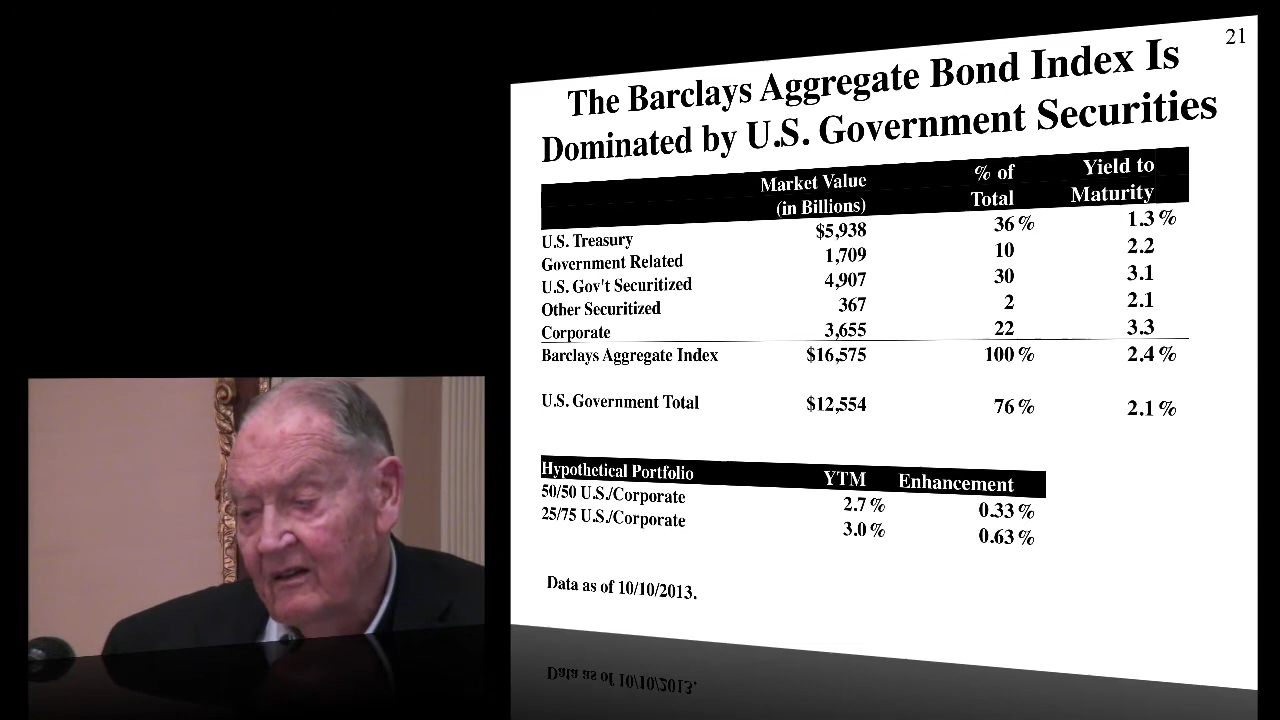 21
The Barclays Aggregate Bond Index Is
Dominated by U.S. Government Securities
Market Value % of Yield to
(in Billions) Total Maturity
U.S. Treasury $5,938 36 % 1.3 %
Government Related 1,709 10 2.2
U.S. Gov't Securitized 4,907 30 3.1
Other Securitized 367 2 2.1
Corporate 3,655 22 3.3
Barclays Aggregate Index $16,575 100 % 2.4 %
U.S. Government Total $12,554 76 % 2.1 %
Hypothetical Portfolio YTM Enhancement
50/50 U.S./Corporate 2.7 % 0.33 %
25/75 U.S./Corporate 3.0 % 0.63 %
Data as of 10/10/2013.